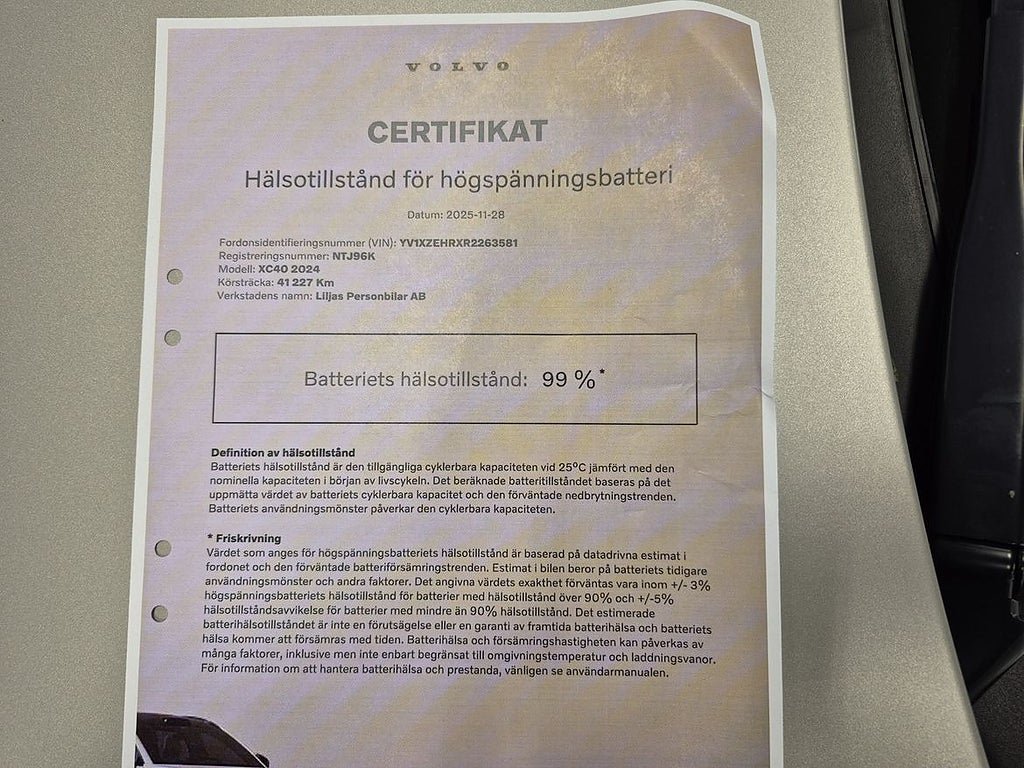 VOLVO
CERTIFIKAT
Hälsotillstånd för högspänningsbatteri
Datum: 2025-11-28
Fordonsidentifieringsnummer (VIN): YV1XZEHRXR2263581
Registreringsnummer: NTJ96K
Modell: XC40 2024
Körsträcka: 41 227 Km
Verkstadens namn: Liljas Personbilar AB
Batteriets hälsotillstånd: 99 %*
Definition av hälsotillstånd
Batteriets hälsotillstånd är den tillgängliga cyklerbara kapaciteten vid 25°C jämfört med den
nominella kapaciteten i början av livscykeln. Det beräknade batteritillståndet baseras på det
uppmätta värdet av batteriets cyklerbara kapacitet och den förväntade nedbrytningstrenden.
Batteriets användningsmönster påverkar den cyklerbara kapaciteten.
* Friskrivning
Värdet som anges för högspänningsbatteriets hälsotillstånd är baserad på datadrivna estimat i
fordonet och den förväntade batteriförsämringstrenden. Estimat i bilen beror på batteriets tidigare
användningsmönster och andra faktorer. Det angivna värdets exakthet förväntas vara inom +/- 3%
högspänningsbatteriets hälsotillstånd för batterier med hälsotillstånd över 90% och +/-5%
hälsotillståndsavvikelse för batterier med mindre än 90% hälsotillstånd. Det estimerade
batterihälsotillståndet är inte en förutsägelse eller en garanti av framtida batterihälsa och batteriets
hälsa kommer att försämras med tiden. Batterihälsa och försämringshastigheten kan påverkas av
många faktorer, inklusive men inte enbart begränsat till omgivningstemperatur och laddningsvanor.
För information om att hantera batterihälsa och prestanda, vänligen se användarmanualen.